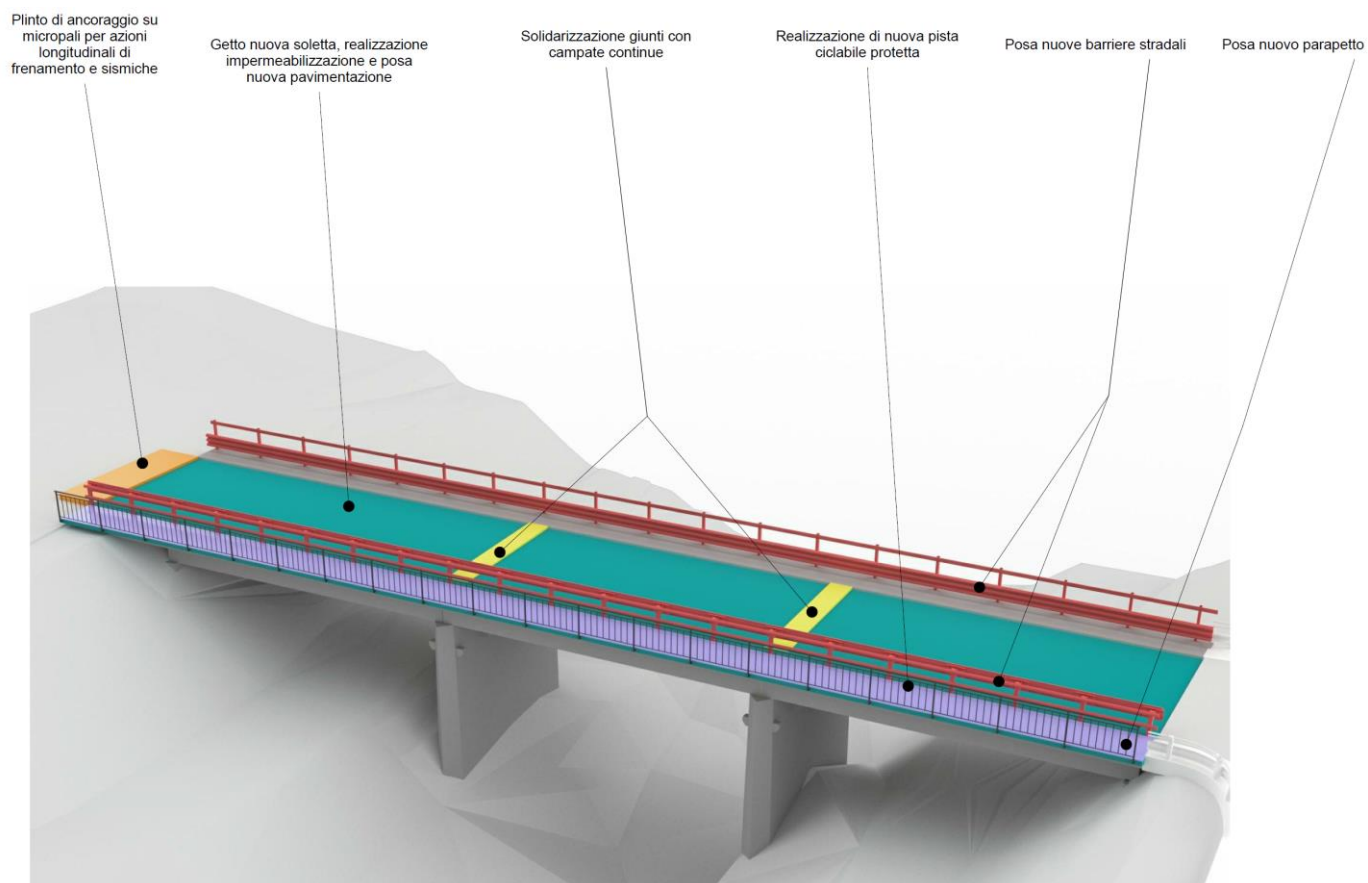 Plinto di ancoraggio su
micropali per azioni
longitudinali di
frenamento e sismiche
Getto nuova soletta, realizzazione
impermeabilizzazione e posa
nuova pavimentazione
Solidarizzazione giunti con
campate continue
Realizzazione di nuova pista
ciclabile protetta
Posa nuove barriere stradali
Posa nuovo parapetto